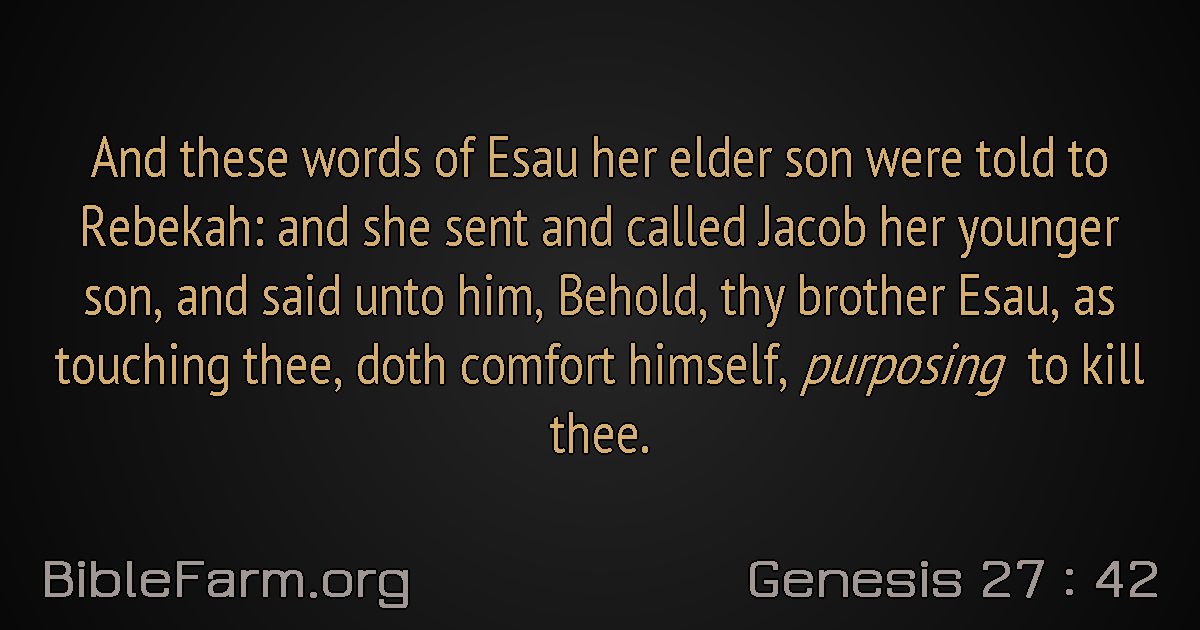 And these words of Esau her elder son were told to
Rebekah: and she sent and called Jacob her younger
son, and said unto him, Behold, thy brother Esau, as
touching thee, doth comfort himself, purposing to kill
thee.
BibleFarm.org
Genesis 27 : 42